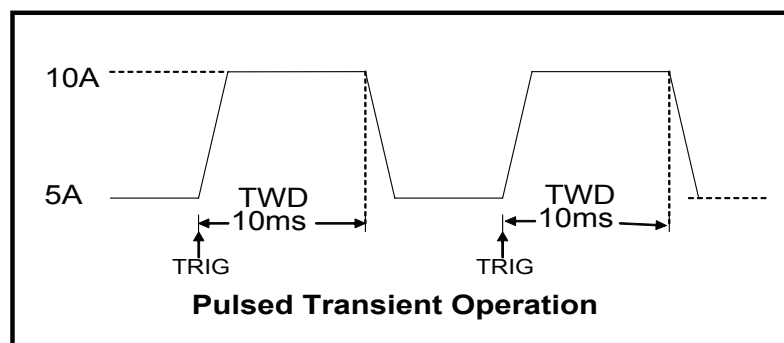 10A
5A
TWD
10ms
TWD
10ms
TRIG
TRIG
Pulsed Transient Operation